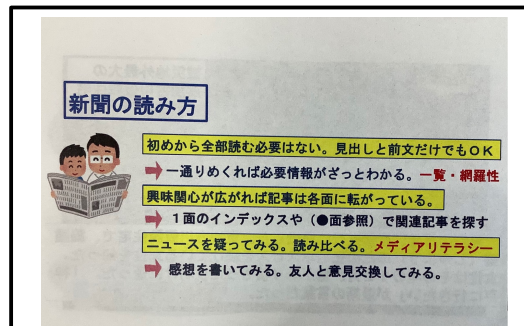 新聞の読み方
初めから全部読む必要はない。見出しと前文だけでもOK
➡ 一通りめくれば必要情報がざっとわかる。一覧・網羅性
興味関心が広がれば記事は各面に転がっている。
➡ 1面のインデックスや(●面参照)で関連記事を探す
ニュースを疑ってみる。読み比べる。メディアリテラシー
➡ 感想を書いてみる。友人と意見交換してみる。